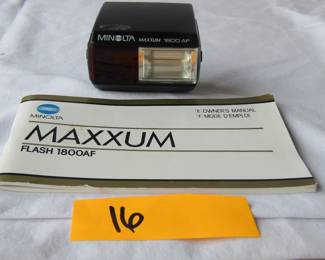 MINOLTA MAXXUM 1800 AF
MINOLTA
E OWNER'S MANUAL
F MODE D'EMPLOI
MAXXUM
FLASH 1800AF
16